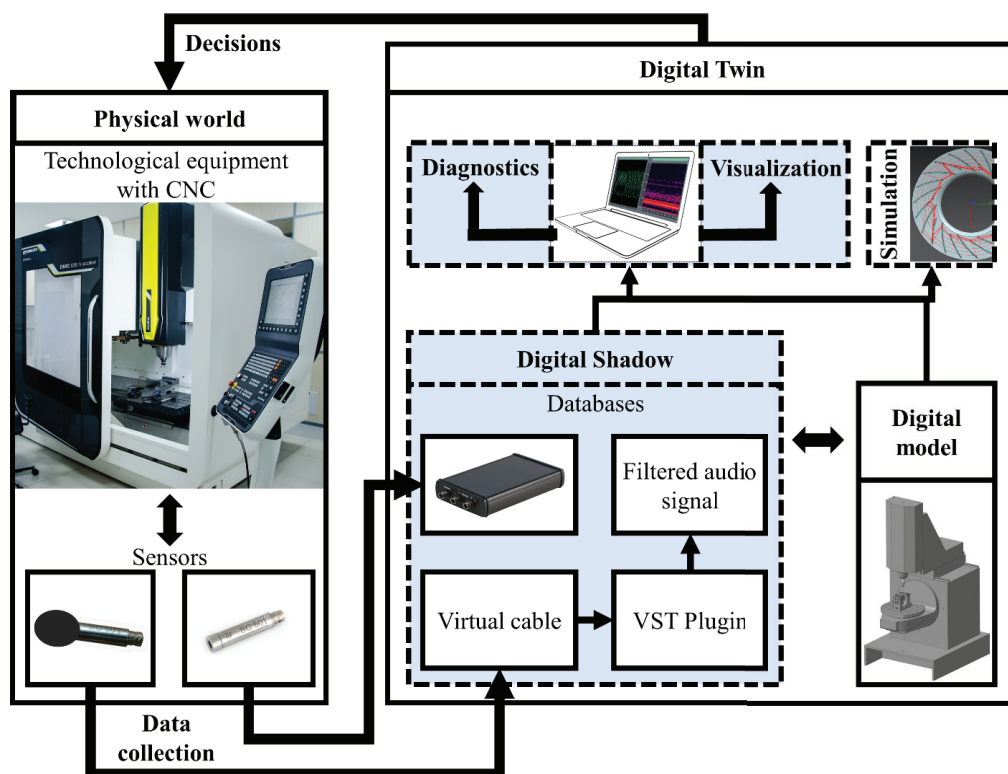 Decisions
Digital Twin
Physical world
Technological equipment
with CNC
Diagnostics
Visualization
Simulation
Digital Shadow
Databases
Digital
model
Filtered audio
signal
Sensors
Virtual cable
VST Plugin
Data
collection